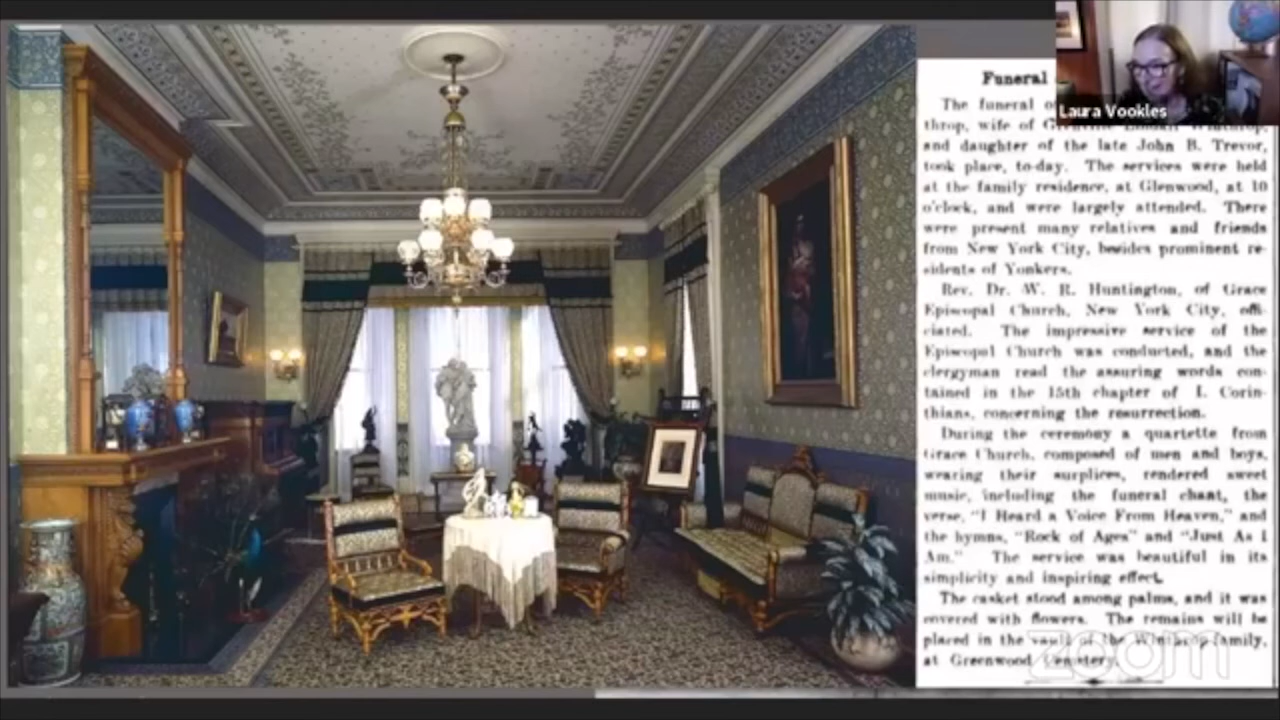 Laura Vookles
Funeral
The funeral
throp, wife of Grenville Winthrop,
and daughter of the late John B. Trevor,
took place, to-day. The services were held
at the family residence, at Glenwood, at 10
o'clock, and were largely attended. There
were present many relatives and friends
from New York City, besides prominent re-
sidents of Yonkers.
Rev. Dr. W. R. Huntington, of Grace
Episcopal Church, New York City, offi-
ciated. The impressive service of the
Episcopal Church was conducted, and the
clergyman read the assuring words con-
tained in the 15th chapter of I. Corin-
thians, concerning the resurrection.
During the ceremony a quartette from
Grace Church, composed of men and boys,
wearing their surplices, rendered sweet
music, including the funeral chant, the
verse, "I Heard a Voice From Heaven," and
the hymns, "Rock of Ages" and "Just As I
Am." The service was beautiful in its
simplicity and inspiring effect.
The casket stood among palms, and it was
covered with flowers. The remains will be
placed in the vault of the Winthrop family,
at Greenwood Cemetery.
zoom